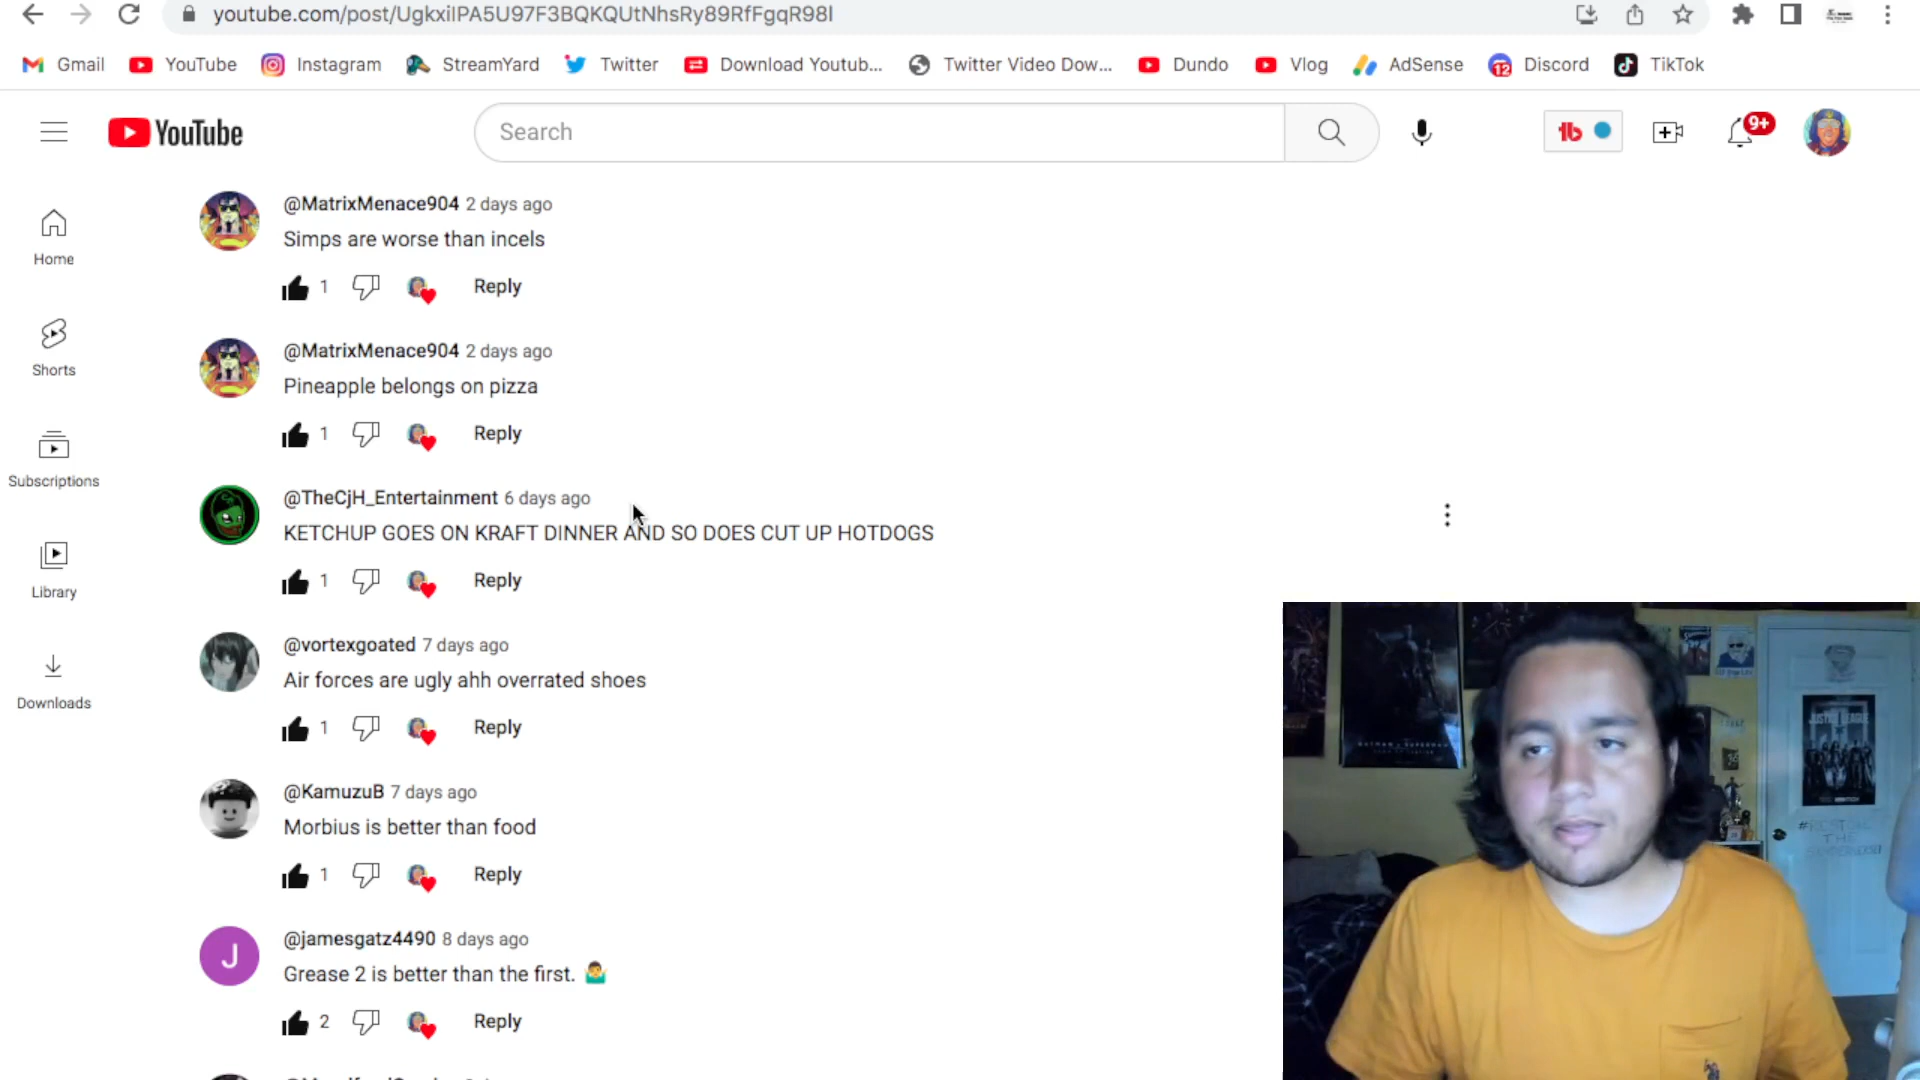 youtube.com/post/UgkxiIPA5U97F3BQKQUtNhsRy89RfFgqR98I
Gmail YouTube Instagram StreamYard Twitter Download Youtub... Twitter Video Dow... Dundo Vlog AdSense 12 Discord TikTok
YouTube
Search
9+
Home
Shorts
Subscriptions
Library
Downloads
@MatrixMenace904 2 days ago
Simps are worse than incels
1 Reply
@MatrixMenace904 2 days ago
Pineapple belongs on pizza
1 Reply
@TheCjH_Entertainment 6 days ago
KETCHUP GOES ON KRAFT DINNER AND SO DOES CUT UP HOTDOGS
1 Reply
@vortexgoated 7 days ago
Air forces are ugly ahh overrated shoes
1 Reply
@KamuzuB 7 days ago
Morbius is better than food
1 Reply
J
@jamesgatz4490 8 days ago
Grease 2 is better than the first. 🤷‍♂️
2 Reply
JUSTICE LEAGUE